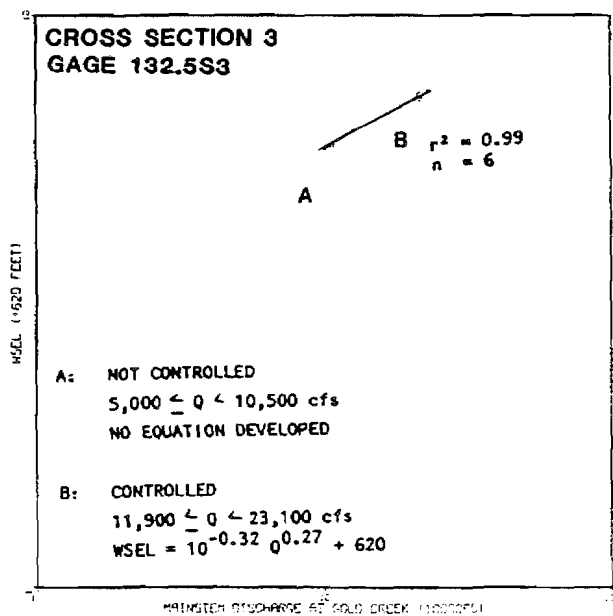 CROSS SECTION 3
GAGE 132.5S3
B r² = 0.99
n = 6
A
WSEL (+620 FEET)
A: NOT CONTROLLED
5,000 ≤ Q < 10,500 cfs
NO EQUATION DEVELOPED
B: CONTROLLED
11,900 ≤ Q ≤ 23,100 cfs
WSEL = 10^-0.32 Q^0.27 + 620
MAINSTEM DISCHARGE AT GOLD CREEK